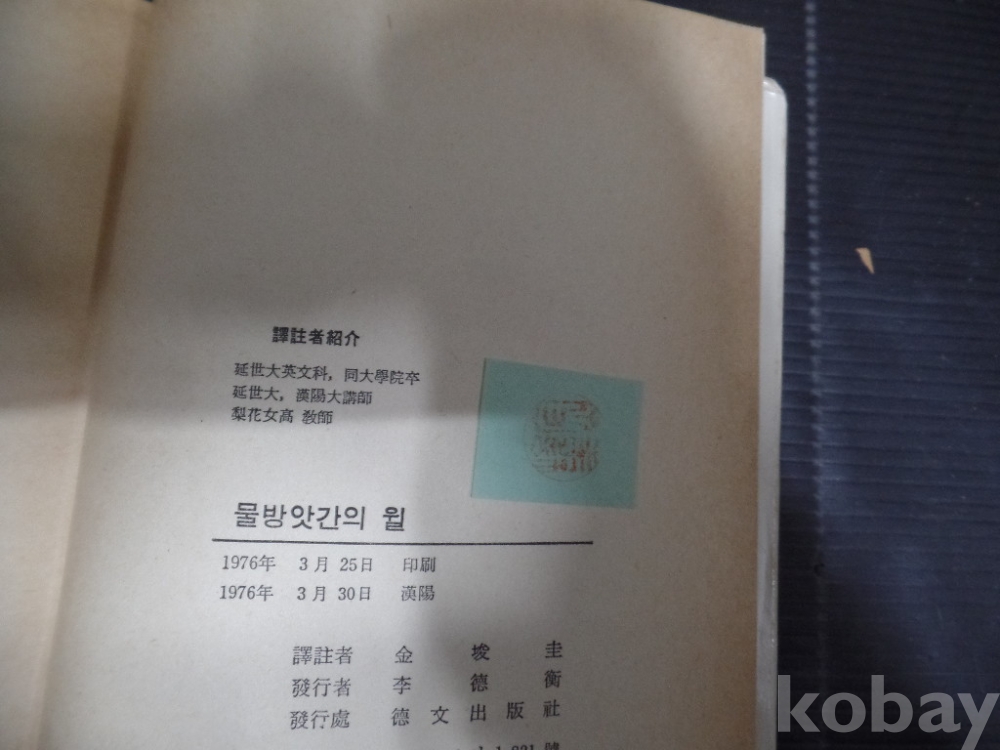 譯註者紹介
延世大英文科, 同大學院卒
延世大, 漢陽大講師
梨花女高 敎師
물방앗간의 윌
1976年 3月 25日 印刷
1976年 3月 30日 漢陽
譯註者 金 埈 圭
發行者 李 德 衡
發行處 德文出版社
號
kobay